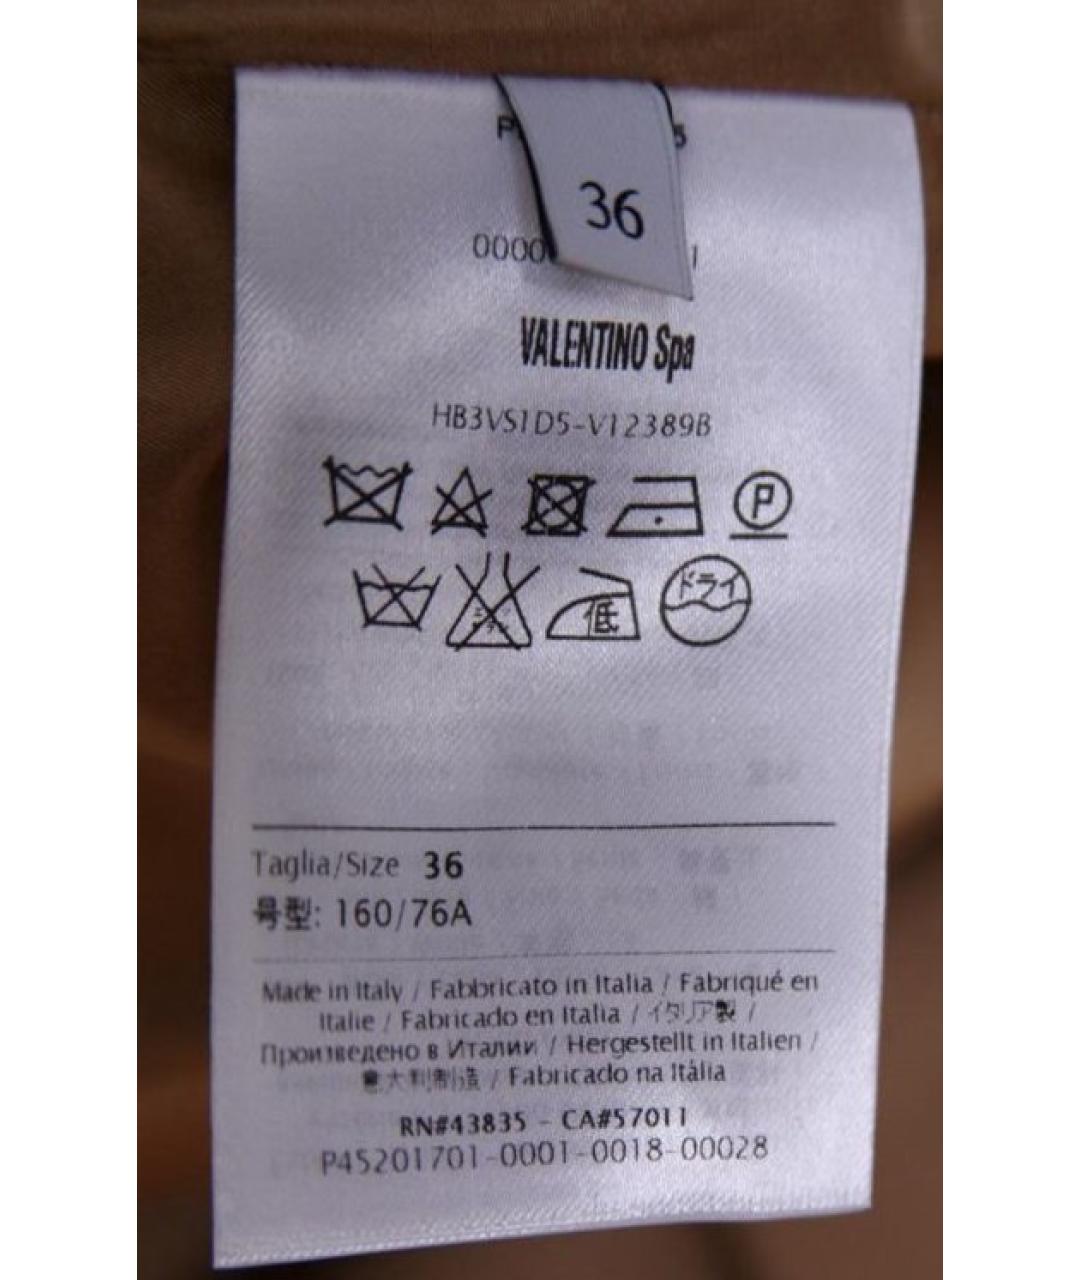 36
0000
VALENTINO Spa
HB3VS1D5-V12389B
P
ドライ
低
Taglia/Size 36
号型: 160/76A
Made in Italy / Fabbricato in Italia / Fabriqué en
Italie / Fabricado en Italia / イタリア製 /
Произведено в Италии / Hergestellt in Italien /
意大利制造 / Fabricado na Itália
RN#43835 - CA#57011
P45201701-0001-0018-00028